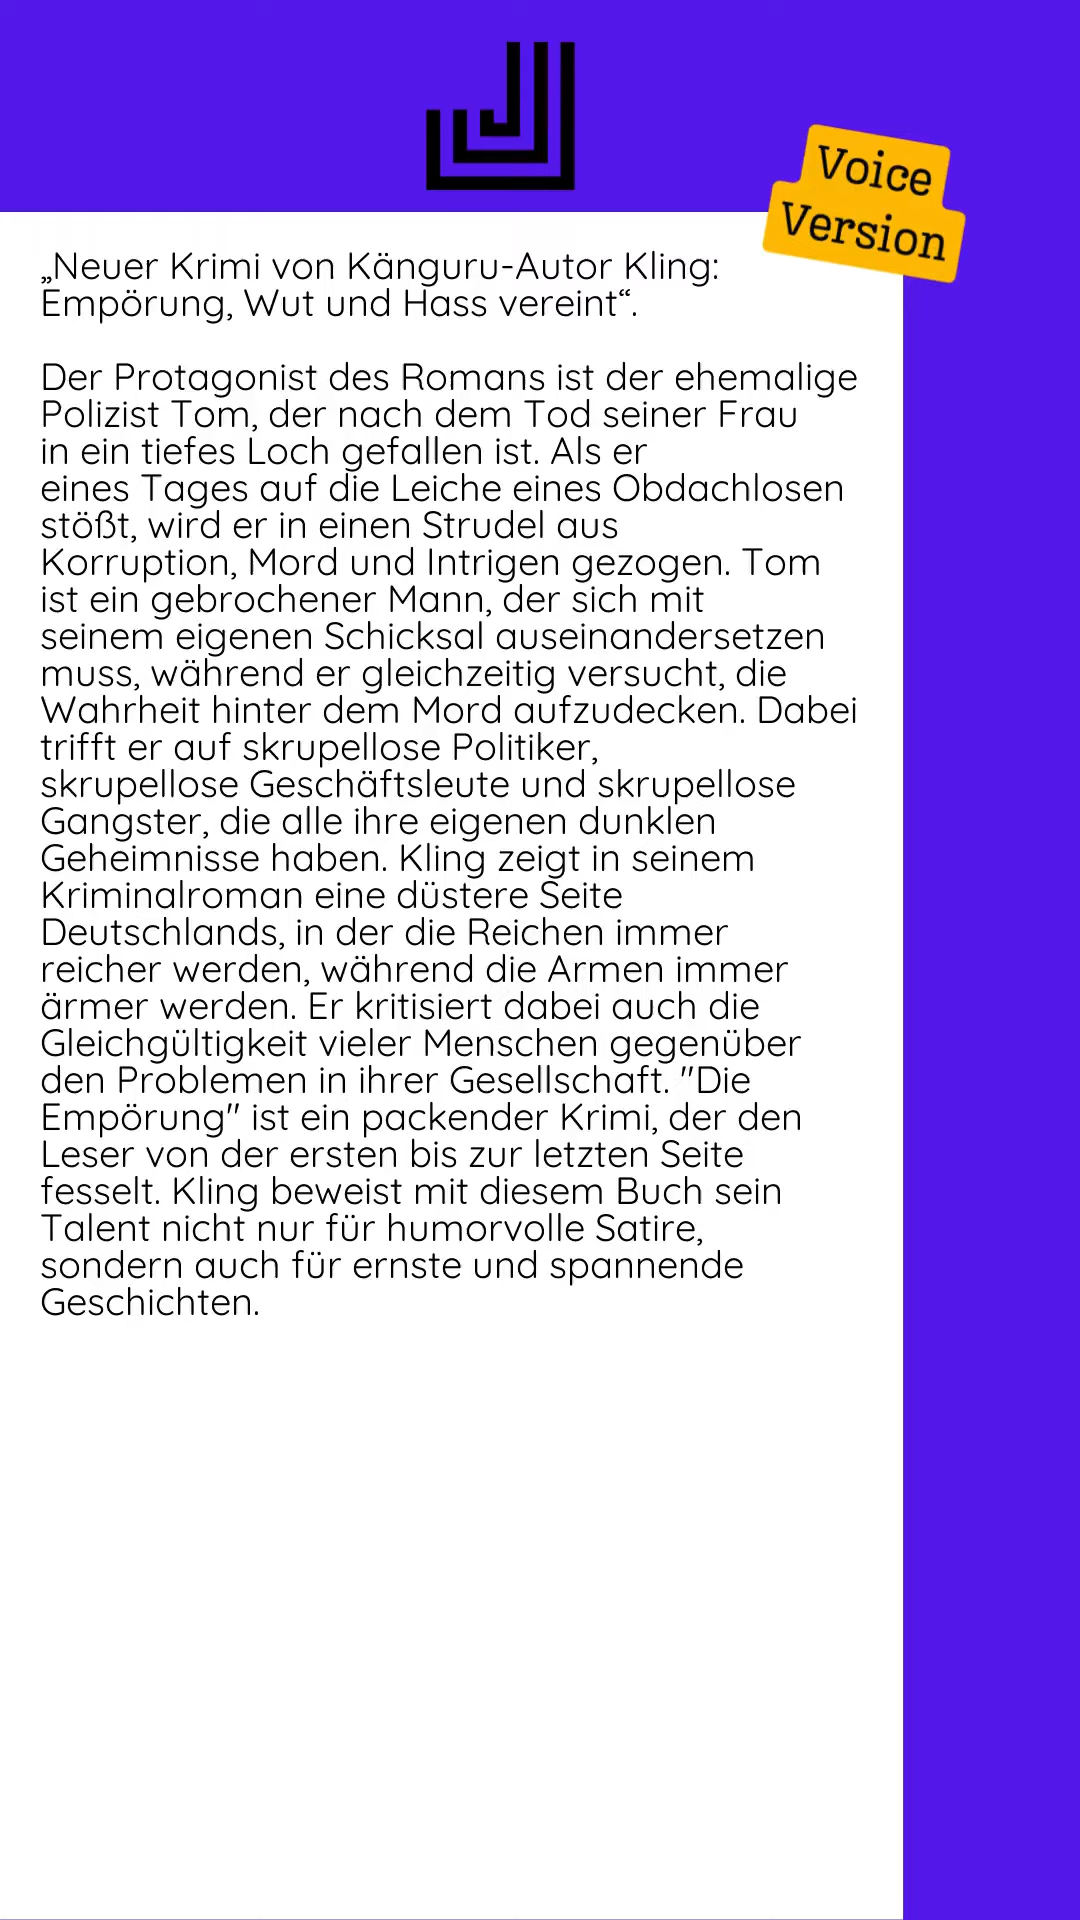 Voice
Version
„Neuer Krimi von Känguru-Autor Kling:
Empörung, Wut und Hass vereint“.
Der Protagonist des Romans ist der ehemalige
Polizist Tom, der nach dem Tod seiner Frau
in ein tiefes Loch gefallen ist. Als er
eines Tages auf die Leiche eines Obdachlosen
stößt, wird er in einen Strudel aus
Korruption, Mord und Intrigen gezogen. Tom
ist ein gebrochener Mann, der sich mit
seinem eigenen Schicksal auseinandersetzen
muss, während er gleichzeitig versucht, die
Wahrheit hinter dem Mord aufzudecken. Dabei
trifft er auf skrupellose Politiker,
skrupellose Geschäftsleute und skrupellose
Gangster, die alle ihre eigenen dunklen
Geheimnisse haben. Kling zeigt in seinem
Kriminalroman eine düstere Seite
Deutschlands, in der die Reichen immer
reicher werden, während die Armen immer
ärmer werden. Er kritisiert dabei auch die
Gleichgültigkeit vieler Menschen gegenüber
den Problemen in ihrer Gesellschaft. "Die
Empörung" ist ein packender Krimi, der den
Leser von der ersten bis zur letzten Seite
fesselt. Kling beweist mit diesem Buch sein
Talent nicht nur für humorvolle Satire,
sondern auch für ernste und spannende
Geschichten.